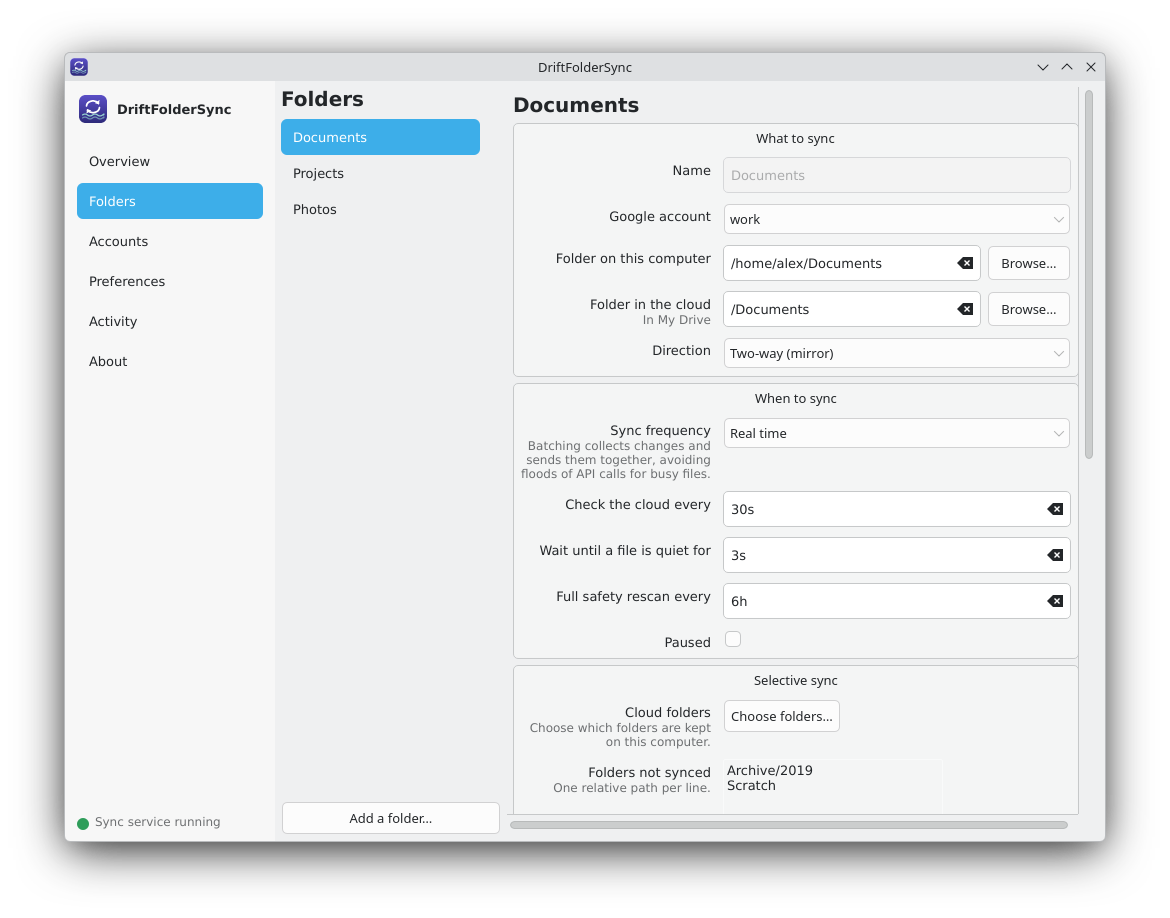 DriftFolderSync
DriftFolderSync
Overview
Folders
Accounts
Preferences
Activity
About
Sync service running
Folders
Documents
Projects
Photos
Add a folder...
Documents
What to sync
Name
Documents
Google account
work
Folder on this computer
/home/alex/Documents
Browse...
Folder in the cloud
In My Drive
/Documents
Browse...
Direction
Two-way (mirror)
When to sync
Sync frequency
Batching collects changes and
sends them together, avoiding
floods of API calls for busy files.
Real time
Check the cloud every
30s
Wait until a file is quiet for
3s
Full safety rescan every
6h
Paused
Selective sync
Cloud folders
Choose which folders are kept
on this computer.
Choose folders...
Folders not synced
One relative path per line.
Archive/2019
Scratch